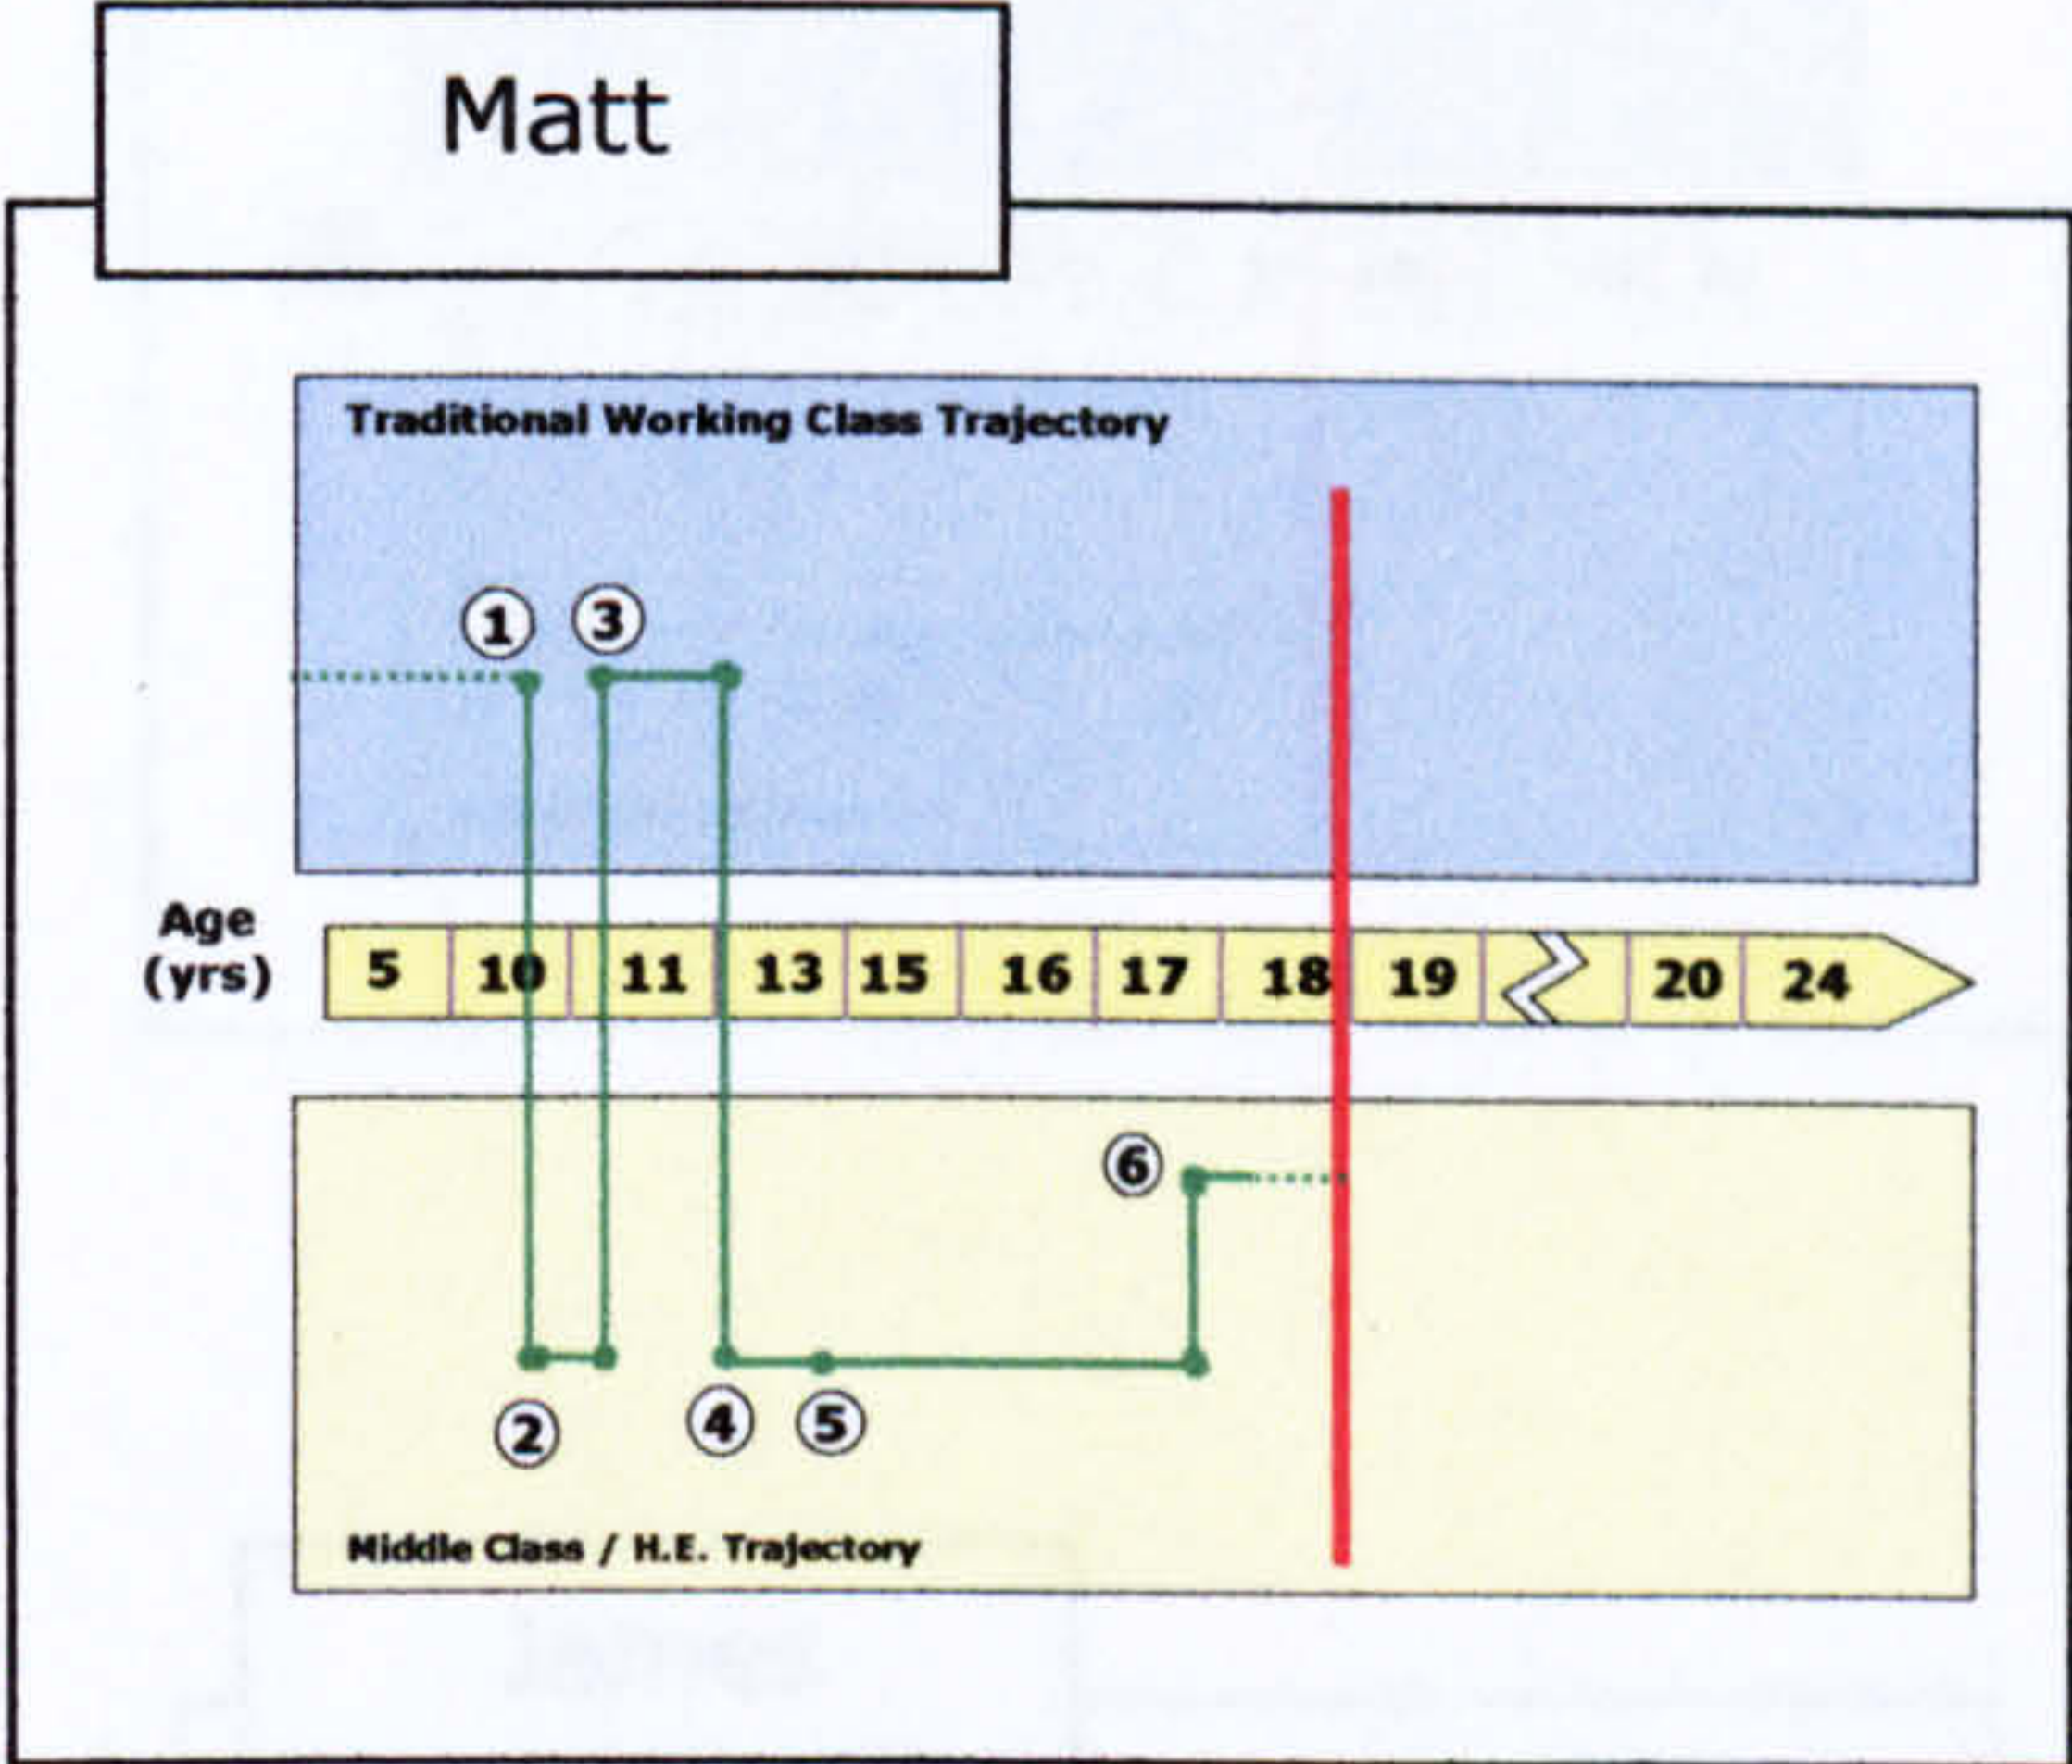 Matt
Traditional Working Class Trajectory
1 3
Age
(yrs)
5 10 11 13 15 16 17 18 19 20 24
6
2 4 5
Middle Class / H.E. Trajectory